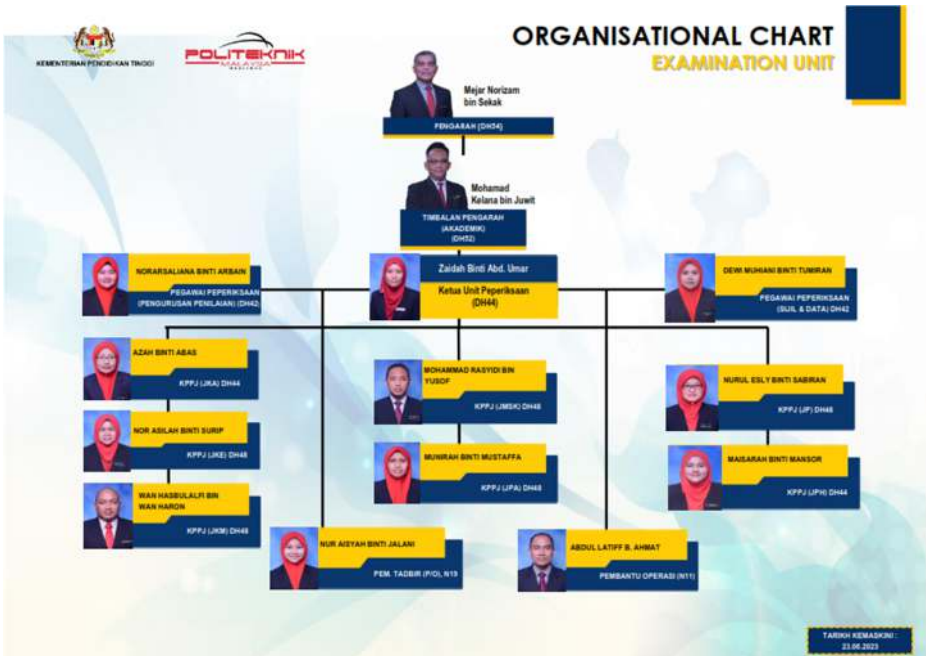 ORGANISATIONAL CHART
EXAMINATION UNIT
KEMENTERIAN PENDIDIKAN TINGGI
POLITEKNIK
MALAYSIA
Mejar Norizam
bin Sekak
PENGARAH (DH54)
Mohamad
Kelana bin Juwit
TIMBALAN PENGARAH
(AKADEMIK)
(DH52)
NORARSALIANA BINTI ARBAIN
PEGAWAI PEPERIKSAAN
(PENGURUSAN PENILAIAN) (DH42)
Zaidah Binti Abd. Umar
Ketua Unit Peperiksaan
(DH44)
DEWI MUHIANI BINTI TUMIRAN
PEGAWAI PEPERIKSAAN
(SIJIL & DATA) DH42
AZAH BINTI ABAS
KPPJ (JKA) DH44
MOHAMMAD RASYIDI BIN
YUSOF
KPPJ (JMSK) DH48
NURUL ESLY BINTI SABIRAN
KPPJ (JP) DH48
NOR ASILAH BINTI SURIP
KPPJ (JKE) DH48
MUNIRAH BINTI MUSTAFFA
KPPJ (JPA) DH48
MAISARAH BINTI MANSOR
KPPJ (JPH) DH44
WAN HASBULALFI BIN
WAN HARON
KPPJ (JKM) DH48
NUR AISYAH BINTI JALANI
PEM. TADBIR (P/O), N19
ABDUL LATIFF B. AHMAT
PEMBANTU OPERASI (N11)
TARIKH KEMASKINI :
23.06.2023